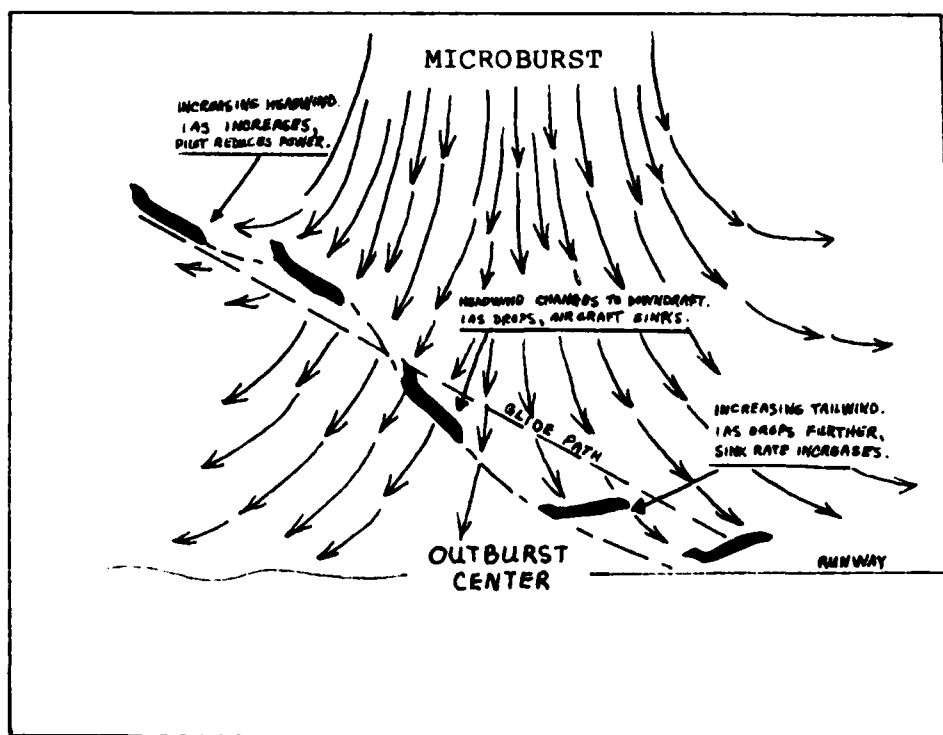 MICROBURST
INCREASING HEADWIND.
IAS INCREASES,
PILOT REDUCES POWER.
HEADWIND CHANGES TO DOWNDRAFT.
IAS DROPS, AIRCRAFT SINKS.
GLIDE PATH
INCREASING TAILWIND.
IAS DROPS FURTHER,
SINK RATE INCREASES.
OUTBURST
CENTER
RUNWAY